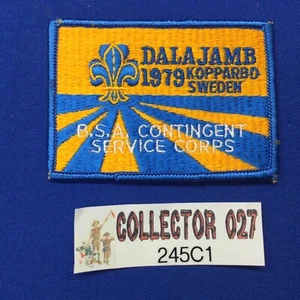 DALAJAMB
1979 KOPPARBO
SWEDEN
B.S.A. CONTINGENT
SERVICE CORPS
COLLECTOR 027
245C1